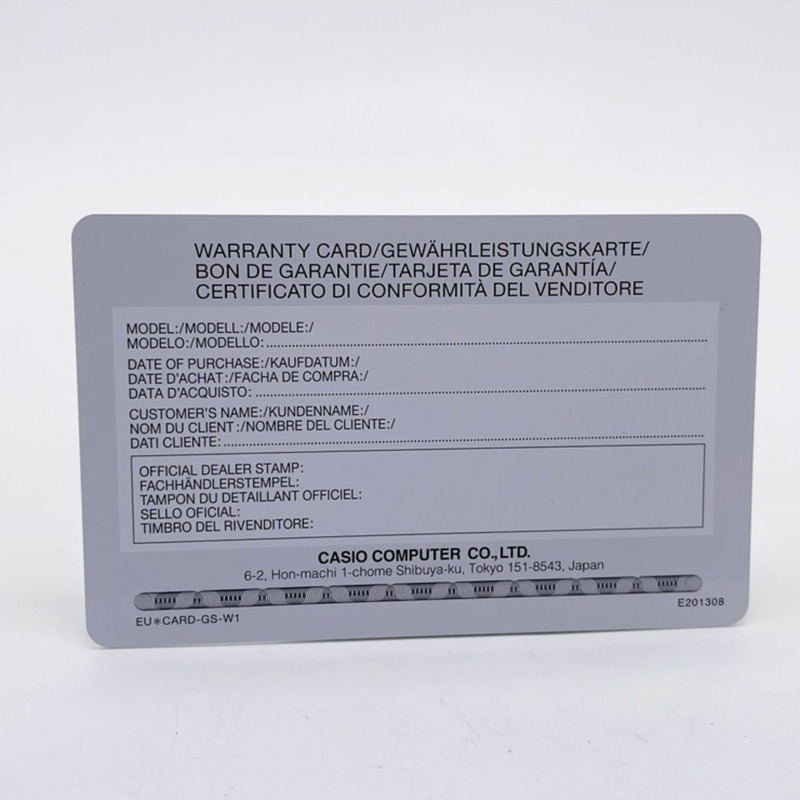 WARRANTY CARD/GEWÄHRLEISTUNGSKARTE/
BON DE GARANTIE/TARJETA DE GARANTÍA/
CERTIFICATO DI CONFORMITÀ DEL VENDITORE
MODEL:/MODELL:/MODELE:/
MODELO:/MODELLO:
DATE OF PURCHASE:/KAUFDATUM:/
DATE D'ACHAT:/FACHA DE COMPRA:/
DATA D'ACQUISTO:
CUSTOMER'S NAME:/KUNDENNAME:/
NOM DU CLIENT:/NOMBRE DEL CLIENTE:/
DATI CLIENTE:
OFFICIAL DEALER STAMP:
FACHHÄNDLERSTEMPEL:
TAMPON DU DETAILLANT OFFICIEL:
SELLO OFICIAL:
TIMBRO DEL RIVENDITORE:
CASIO COMPUTER CO.,LTD.
6-2, Hon-machi 1-chome Shibuya-ku, Tokyo 151-8543, Japan
EU*CARD-GS-W1
E201308